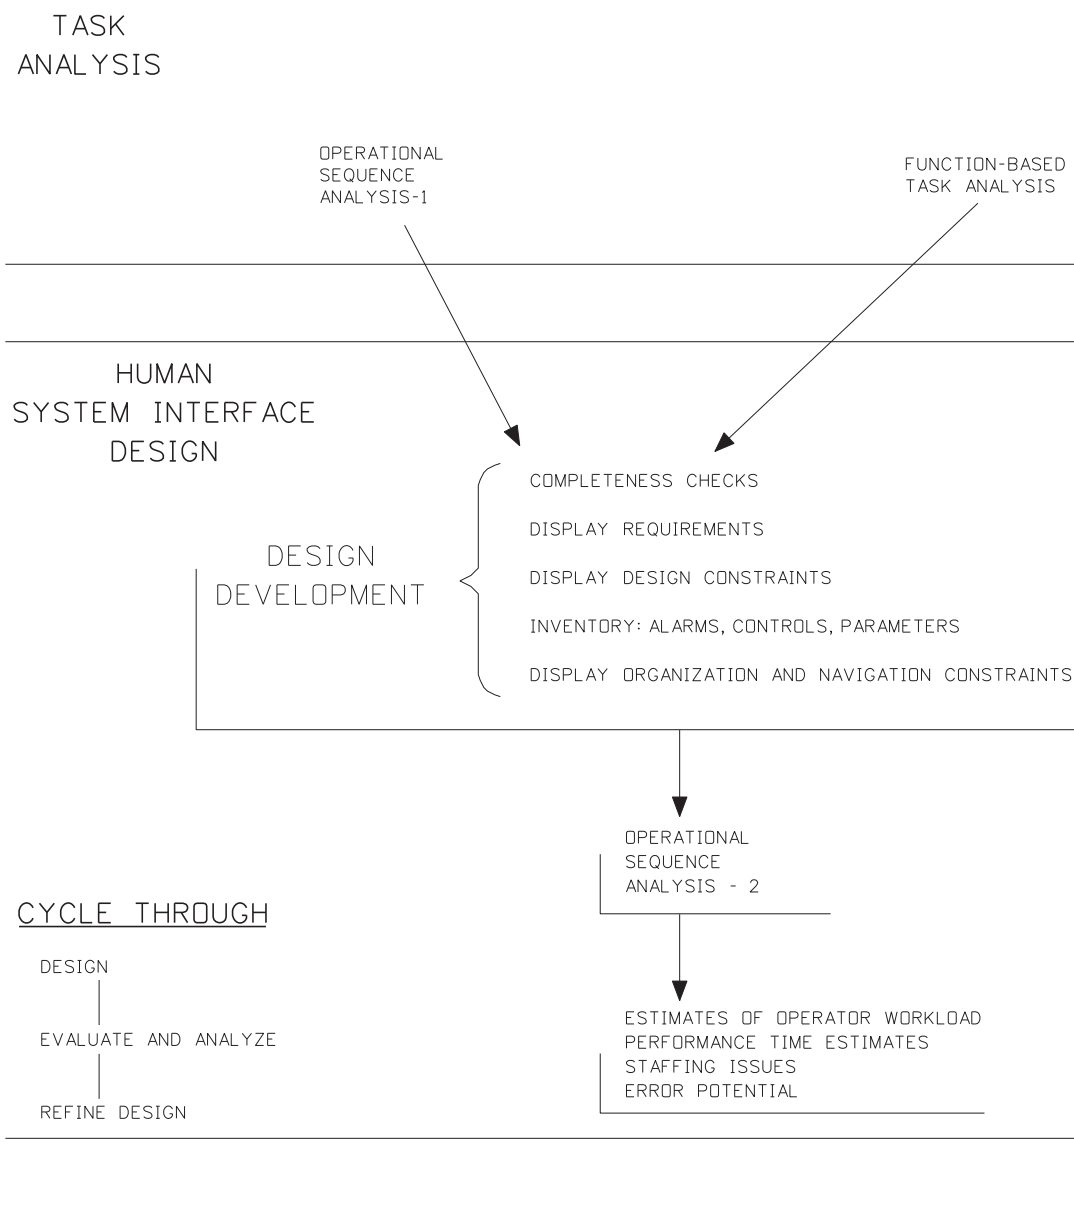 TASK
ANALYSIS
OPERATIONAL
SEQUENCE
ANALYSIS-1
FUNCTION-BASED
TASK ANALYSIS
HUMAN
SYSTEM INTERFACE
DESIGN
DESIGN
DEVELOPMENT
COMPLETENESS CHECKS
DISPLAY REQUIREMENTS
DISPLAY DESIGN CONSTRAINTS
INVENTORY: ALARMS, CONTROLS, PARAMETERS
DISPLAY ORGANIZATION AND NAVIGATION CONSTRAINTS
OPERATIONAL
SEQUENCE
ANALYSIS - 2
CYCLE THROUGH
DESIGN
EVALUATE AND ANALYZE
REFINE DESIGN
ESTIMATES OF OPERATOR WORKLOAD
PERFORMANCE TIME ESTIMATES
STAFFING ISSUES
ERROR POTENTIAL